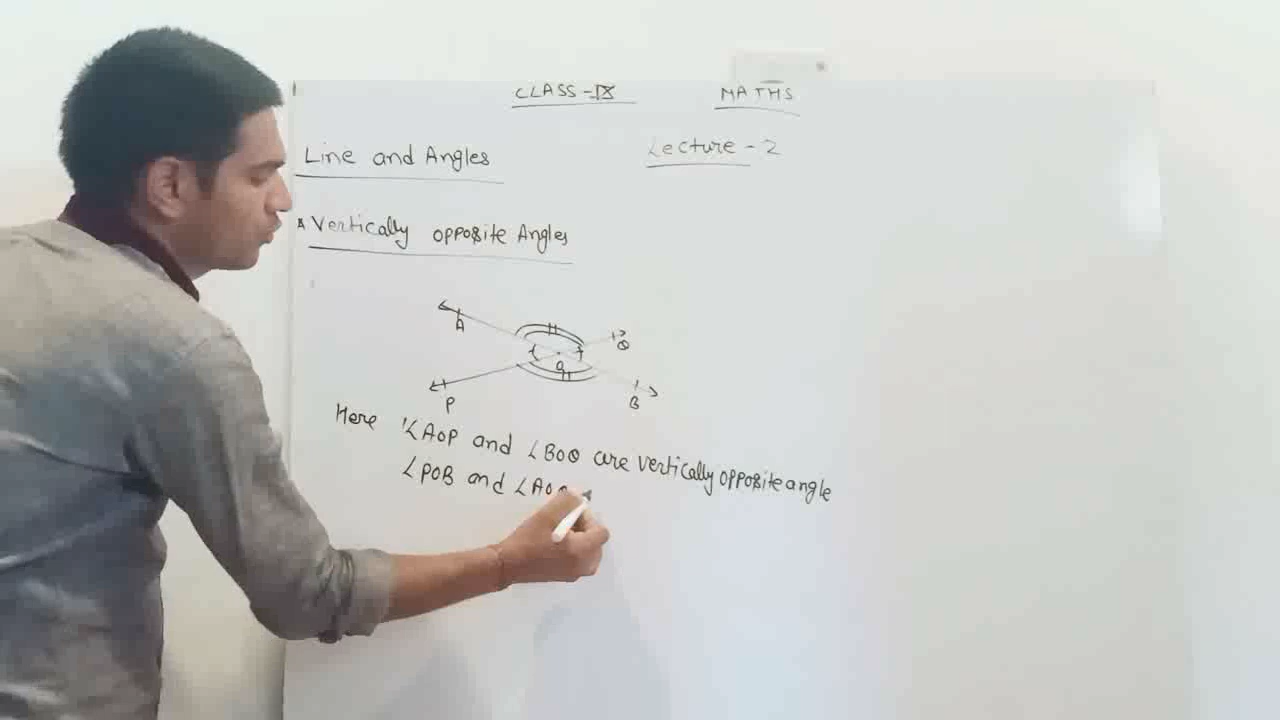 CLASS-IX MATHS
Line and Angles Lecture-2
Vertically opposite Angles
A Q
O
P B
Here ∠AOP and ∠BOQ are vertically opposite angle
∠POB and ∠AOQ